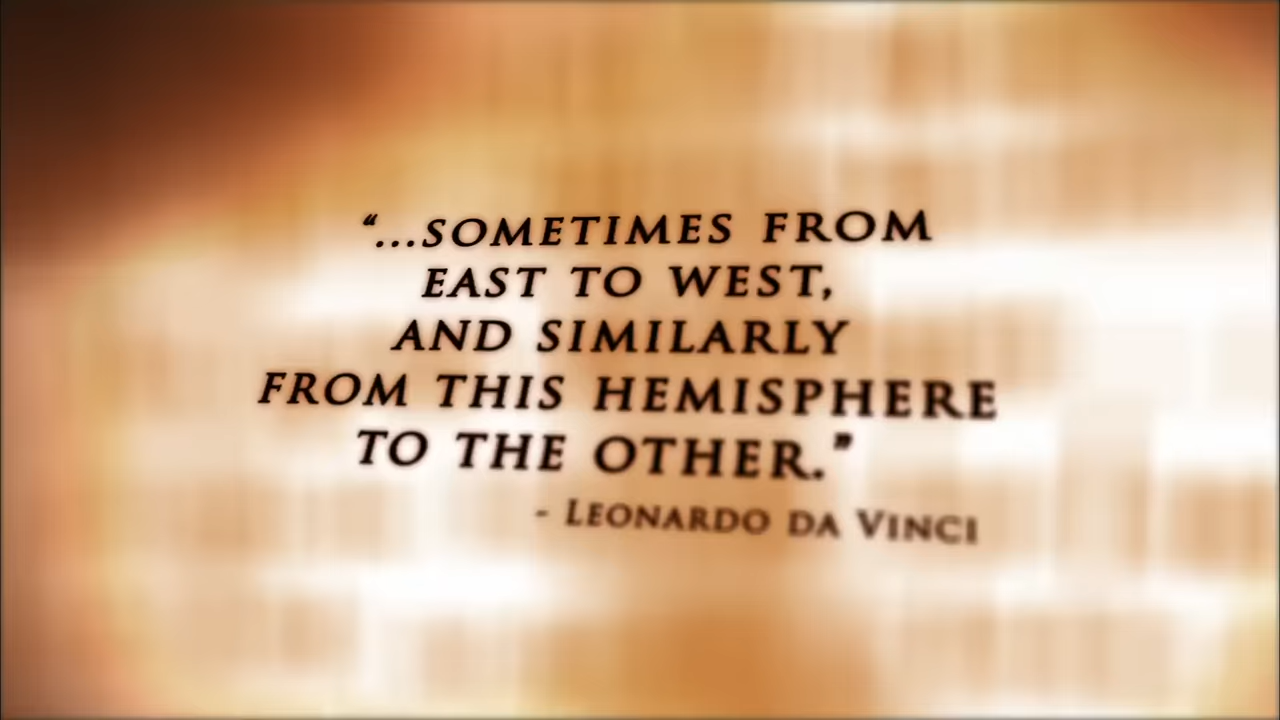 “...SOMETIMES FROM
EAST TO WEST,
AND SIMILARLY
FROM THIS HEMISPHERE
TO THE OTHER.”
- LEONARDO DA VINCI